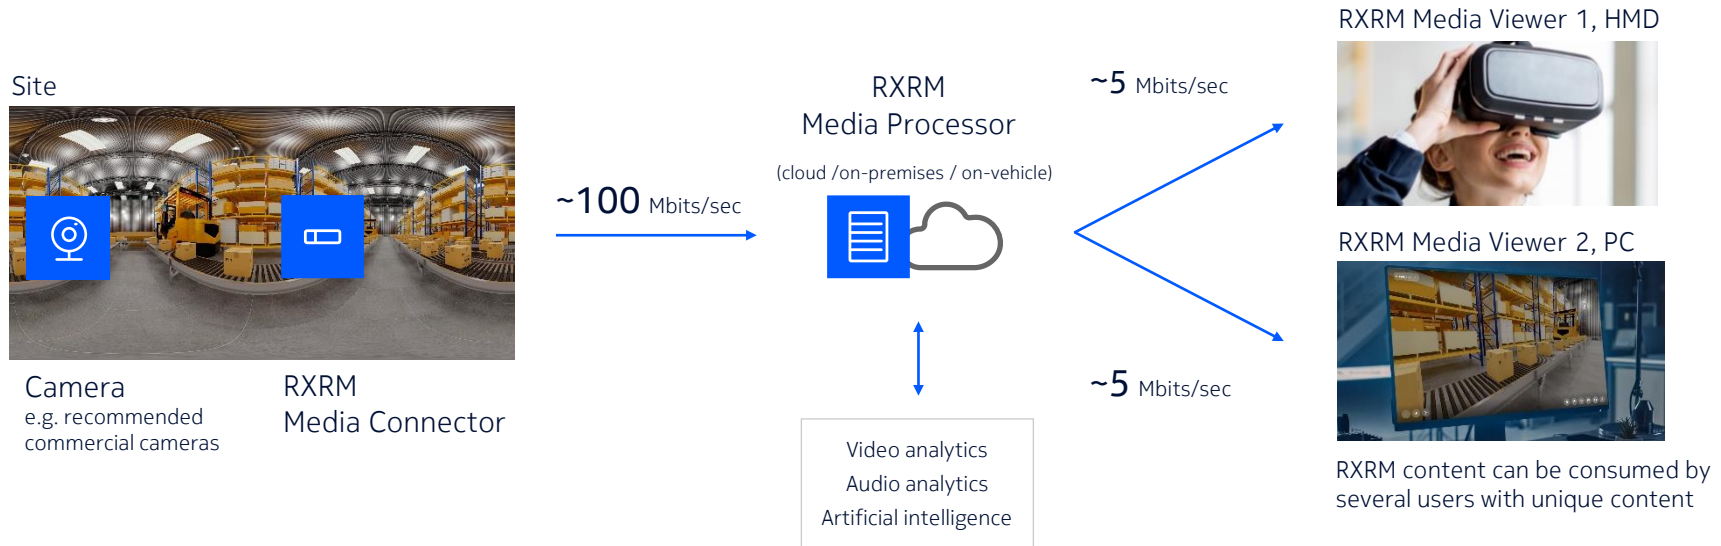 Site
Camera
e.g. recommended
commercial cameras
RXRM
Media Connector
~100 Mbits/sec
RXRM
Media Processor
(cloud /on-premises / on-vehicle)
Video analytics
Audio analytics
Artificial intelligence
~5 Mbits/sec
~5 Mbits/sec
RXRM Media Viewer 1, HMD
RXRM Media Viewer 2, PC
RXRM content can be consumed by
several users with unique content